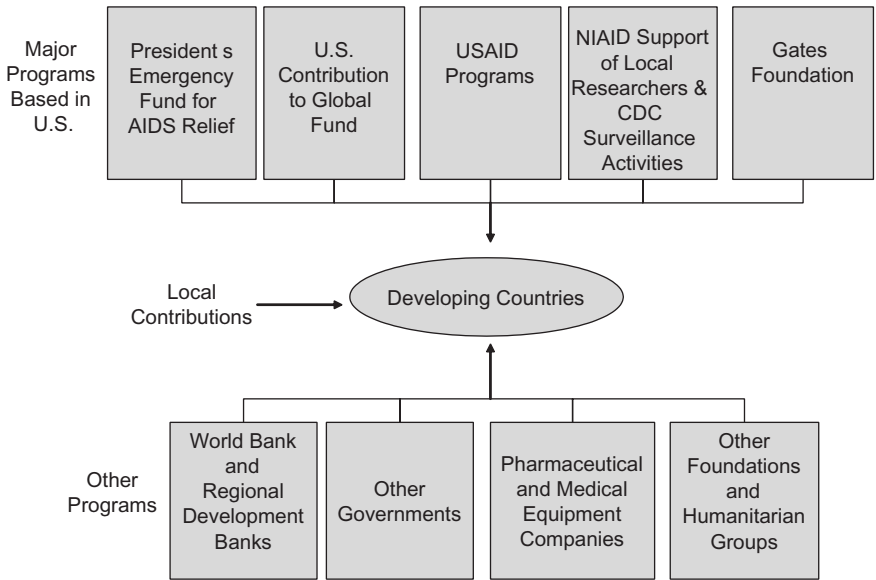 Major
Programs
Based in
U.S.
President s
Emergency
Fund for
AIDS Relief
U.S.
Contribution
to Global
Fund
USAID
Programs
NIAID Support
of Local
Researchers &
CDC
Surveillance
Activities
Gates
Foundation
Local
Contributions
Developing Countries
Other
Programs
World Bank
and
Regional
Development
Banks
Other
Governments
Pharmaceutical
and Medical
Equipment
Companies
Other
Foundations
and
Humanitarian
Groups